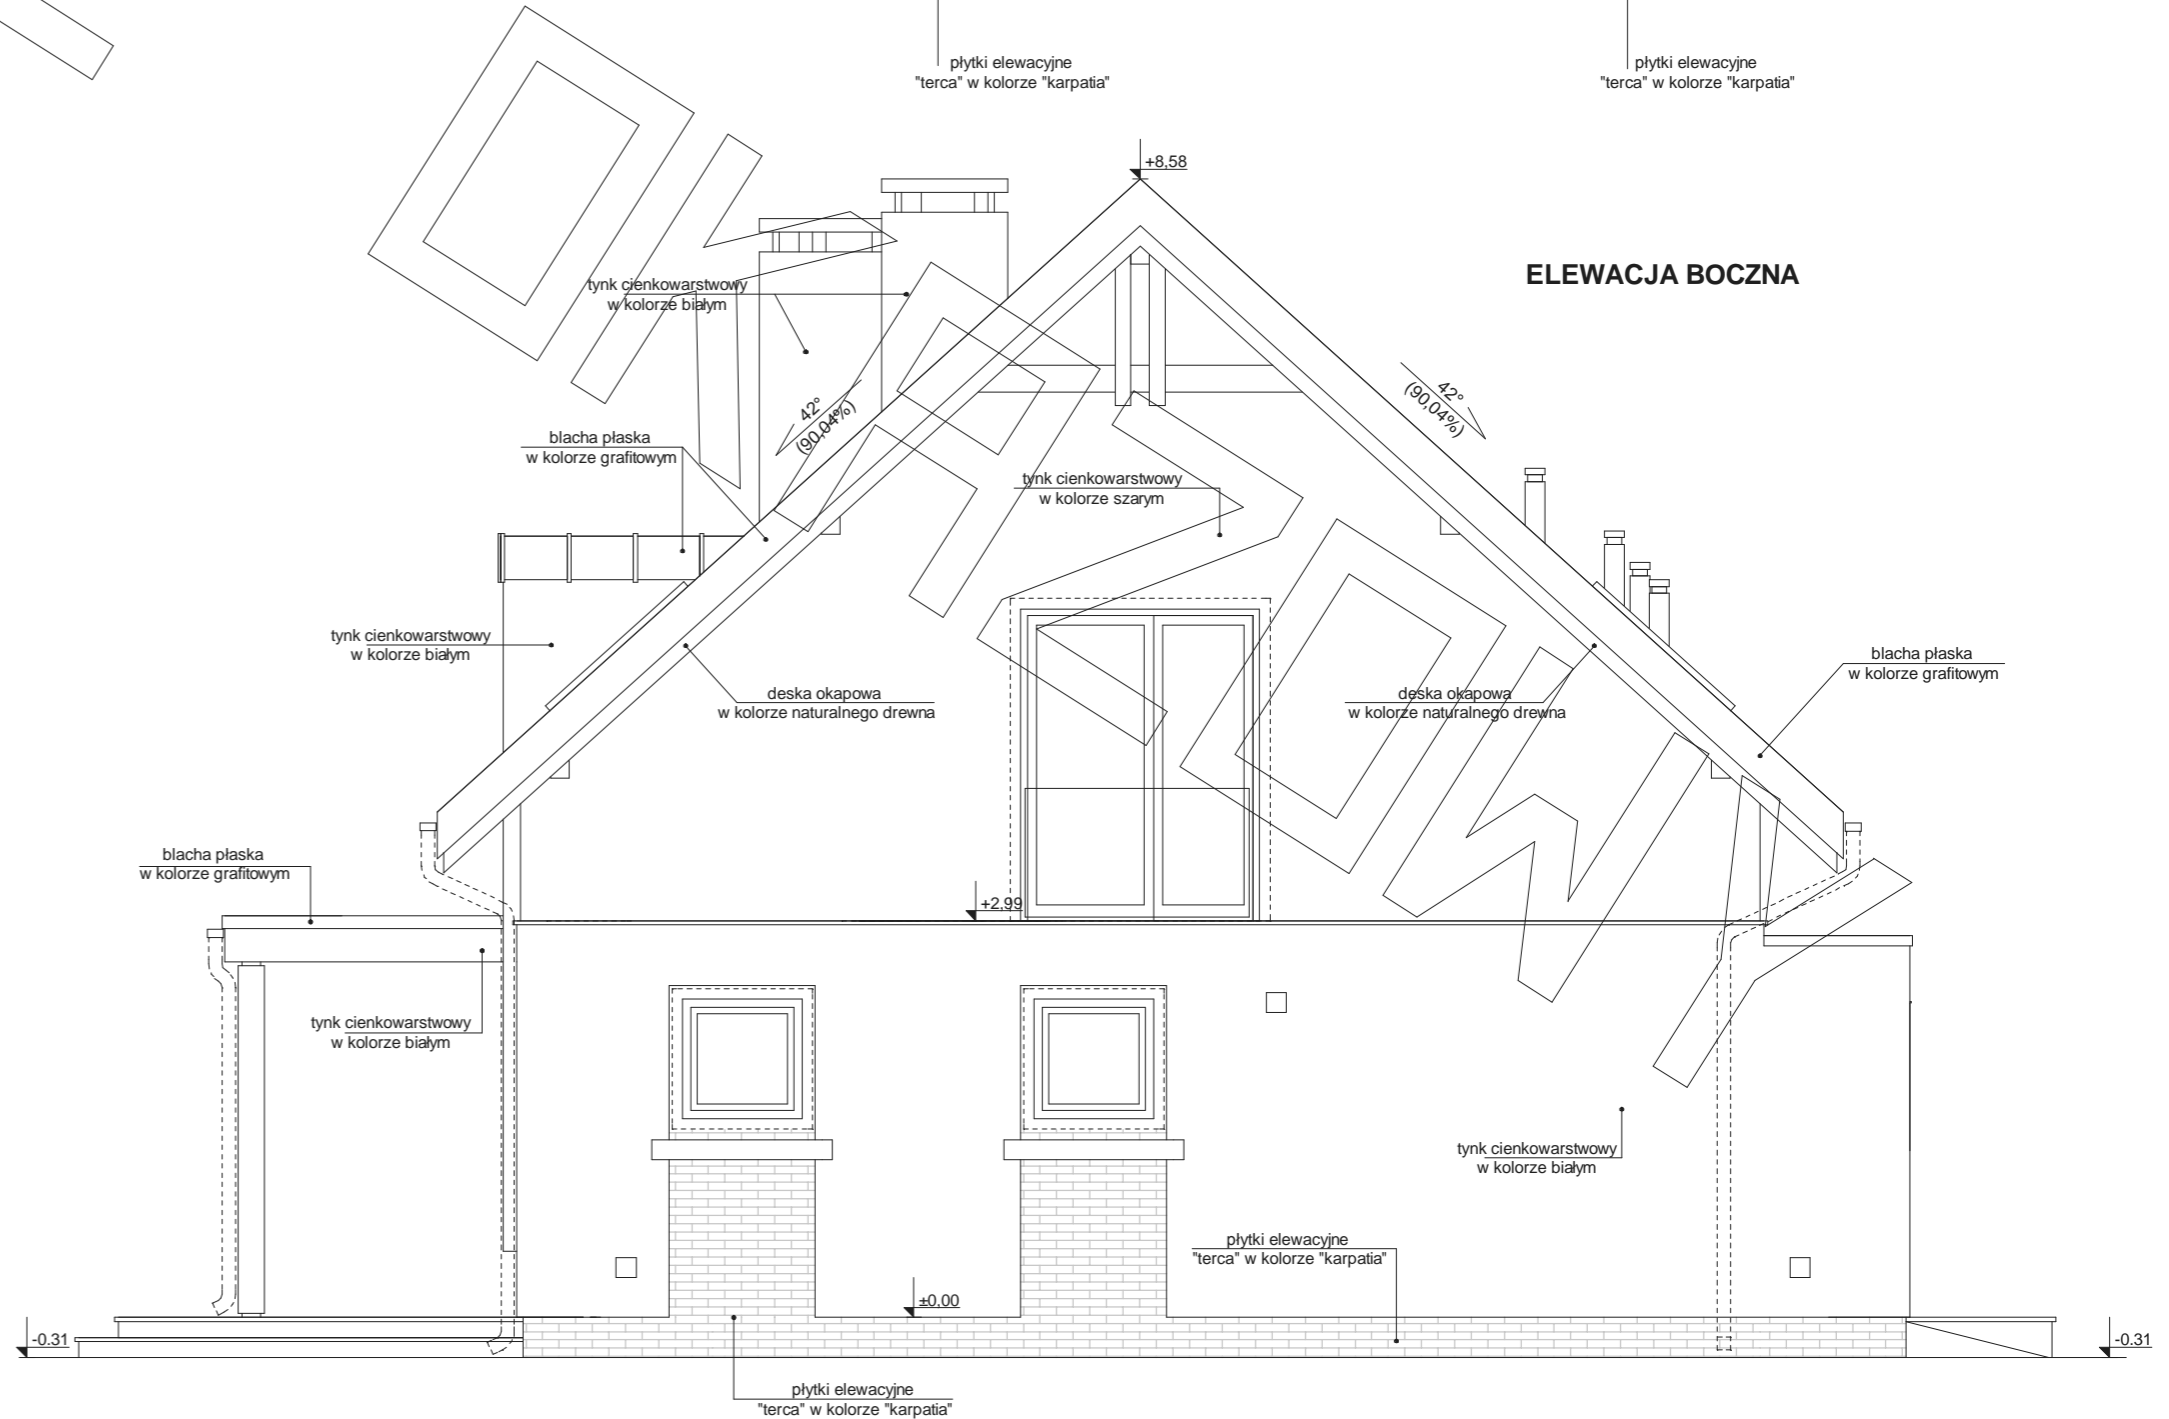 płytki elewacyjne
"terca" w kolorze "karpatia"
płytki elewacyjne
"terca" w kolorze "karpatia"
+8,58
ELEWACJA BOCZNA
tynk cienkowarstwowy
w kolorze białym
42°
(90,04%)
42°
(90,04%)
blacha płaska
w kolorze grafitowym
tynk cienkowarstwowy
w kolorze szarym
tynk cienkowarstwowy
w kolorze białym
blacha płaska
w kolorze grafitowym
deska okapowa
w kolorze naturalnego drewna
deska okapowa
w kolorze naturalnego drewna
blacha płaska
w kolorze grafitowym
+2,99
tynk cienkowarstwowy
w kolorze białym
tynk cienkowarstwowy
w kolorze białym
płytki elewacyjne
"terca" w kolorze "karpatia"
±0,00
-0.31
-0.31
płytki elewacyjne
"terca" w kolorze "karpatia"